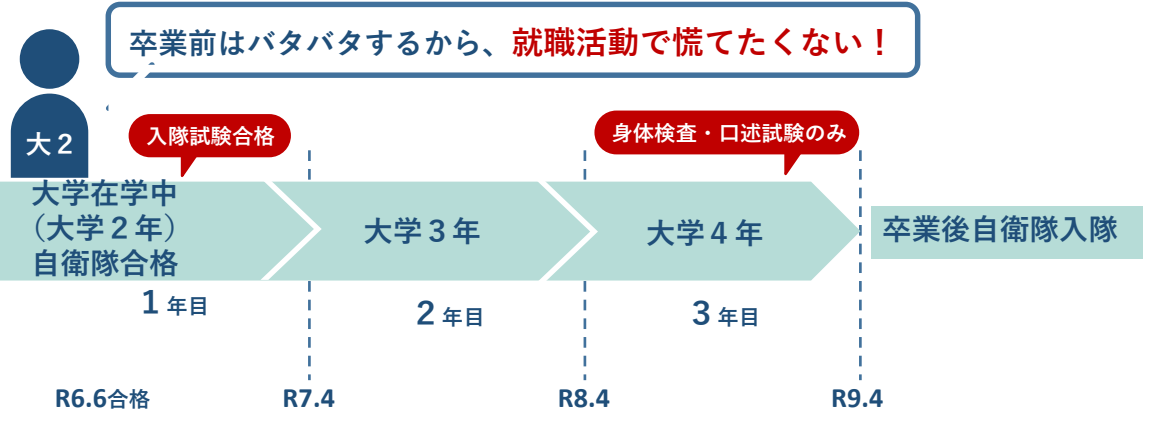 卒業前はバタバタするから、就職活動で慌てたくない！
大２
入隊試験合格
身体検査・口述試験のみ
大学在学中
（大学２年）
自衛隊合格
大学３年
大学４年
卒業後自衛隊入隊
1 年目
2 年目
3 年目
R6.6合格
R7.4
R8.4
R9.4